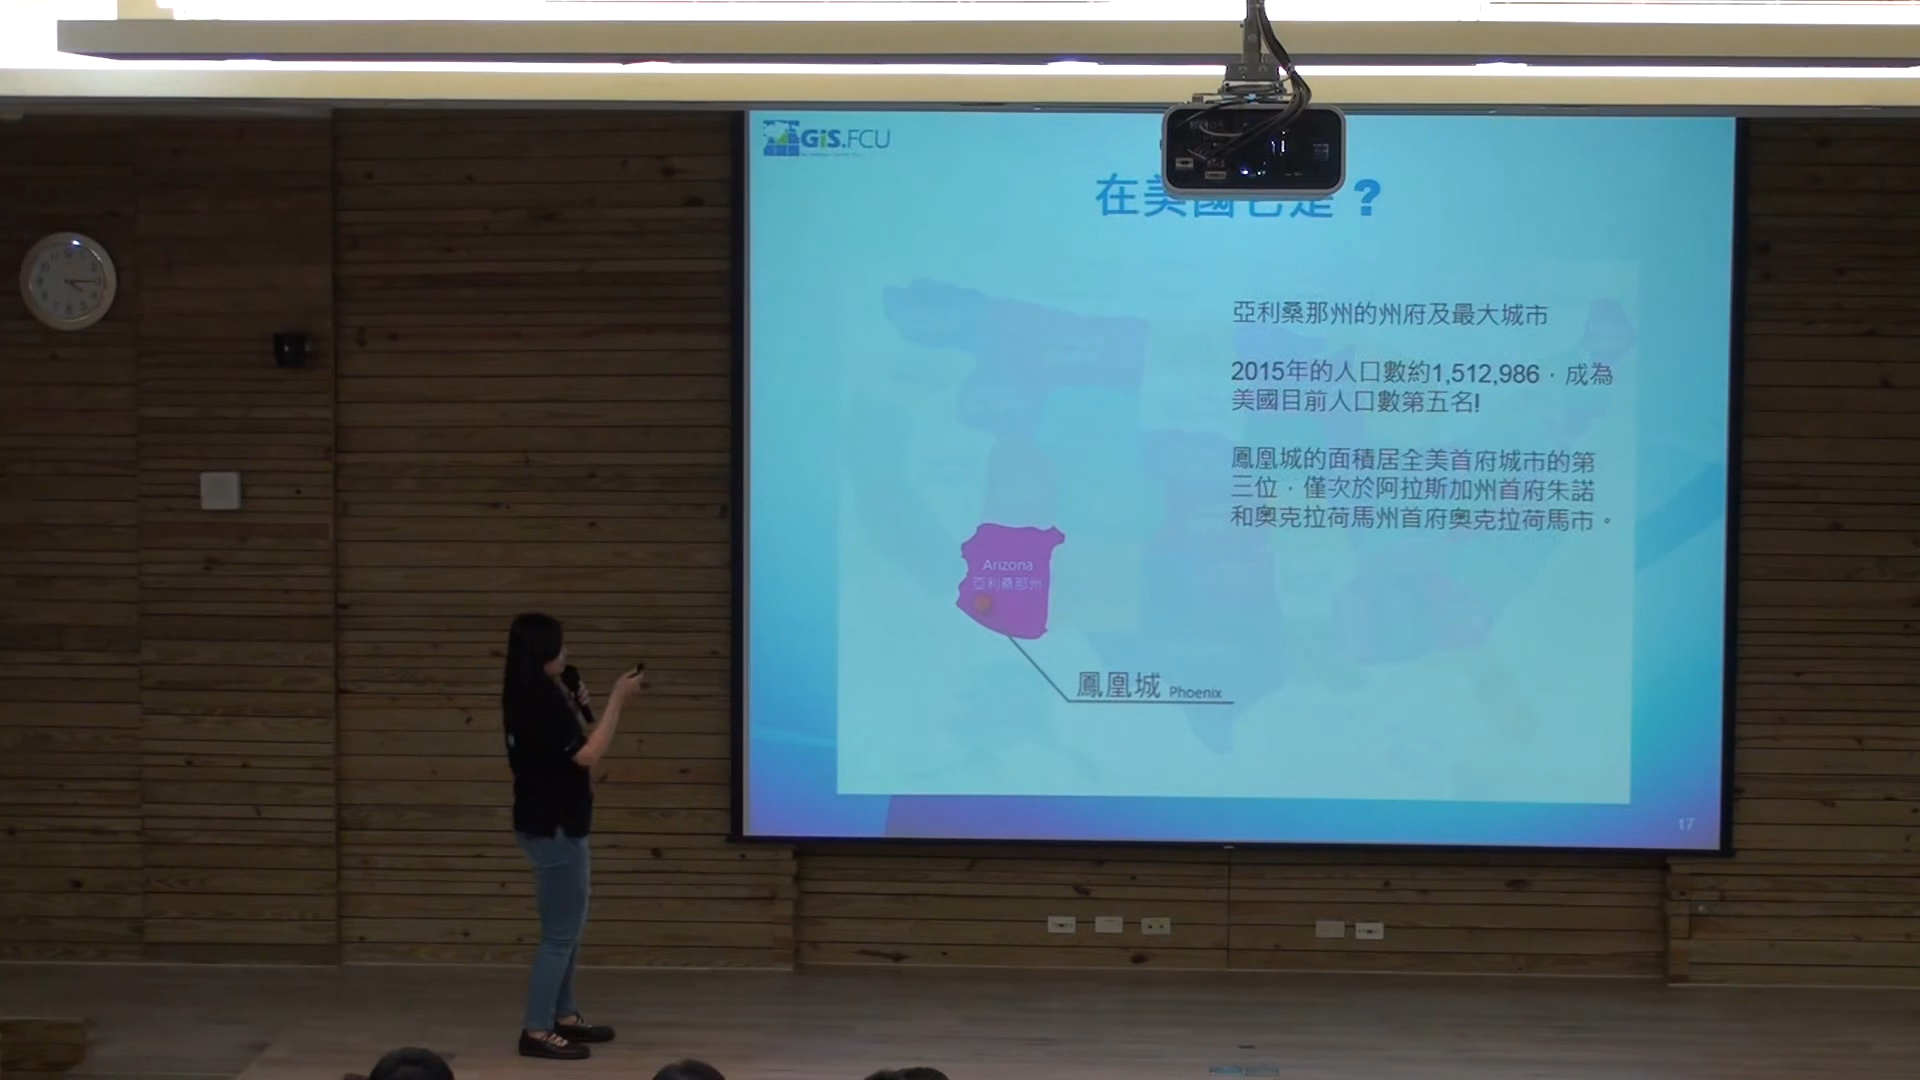 GiS.FCU
在美國它是？
亞利桑那州的州府及最大城市
2015年的人口數約1,512,986，成為
美國目前人口數第五名!
鳳凰城的面積居全美首府城市的第
三位，僅次於阿拉斯加州首府朱諾
和奧克拉荷馬州首府奧克拉荷馬市。
Arizona
亞利桑那州
鳳凰城 Phoenix
17